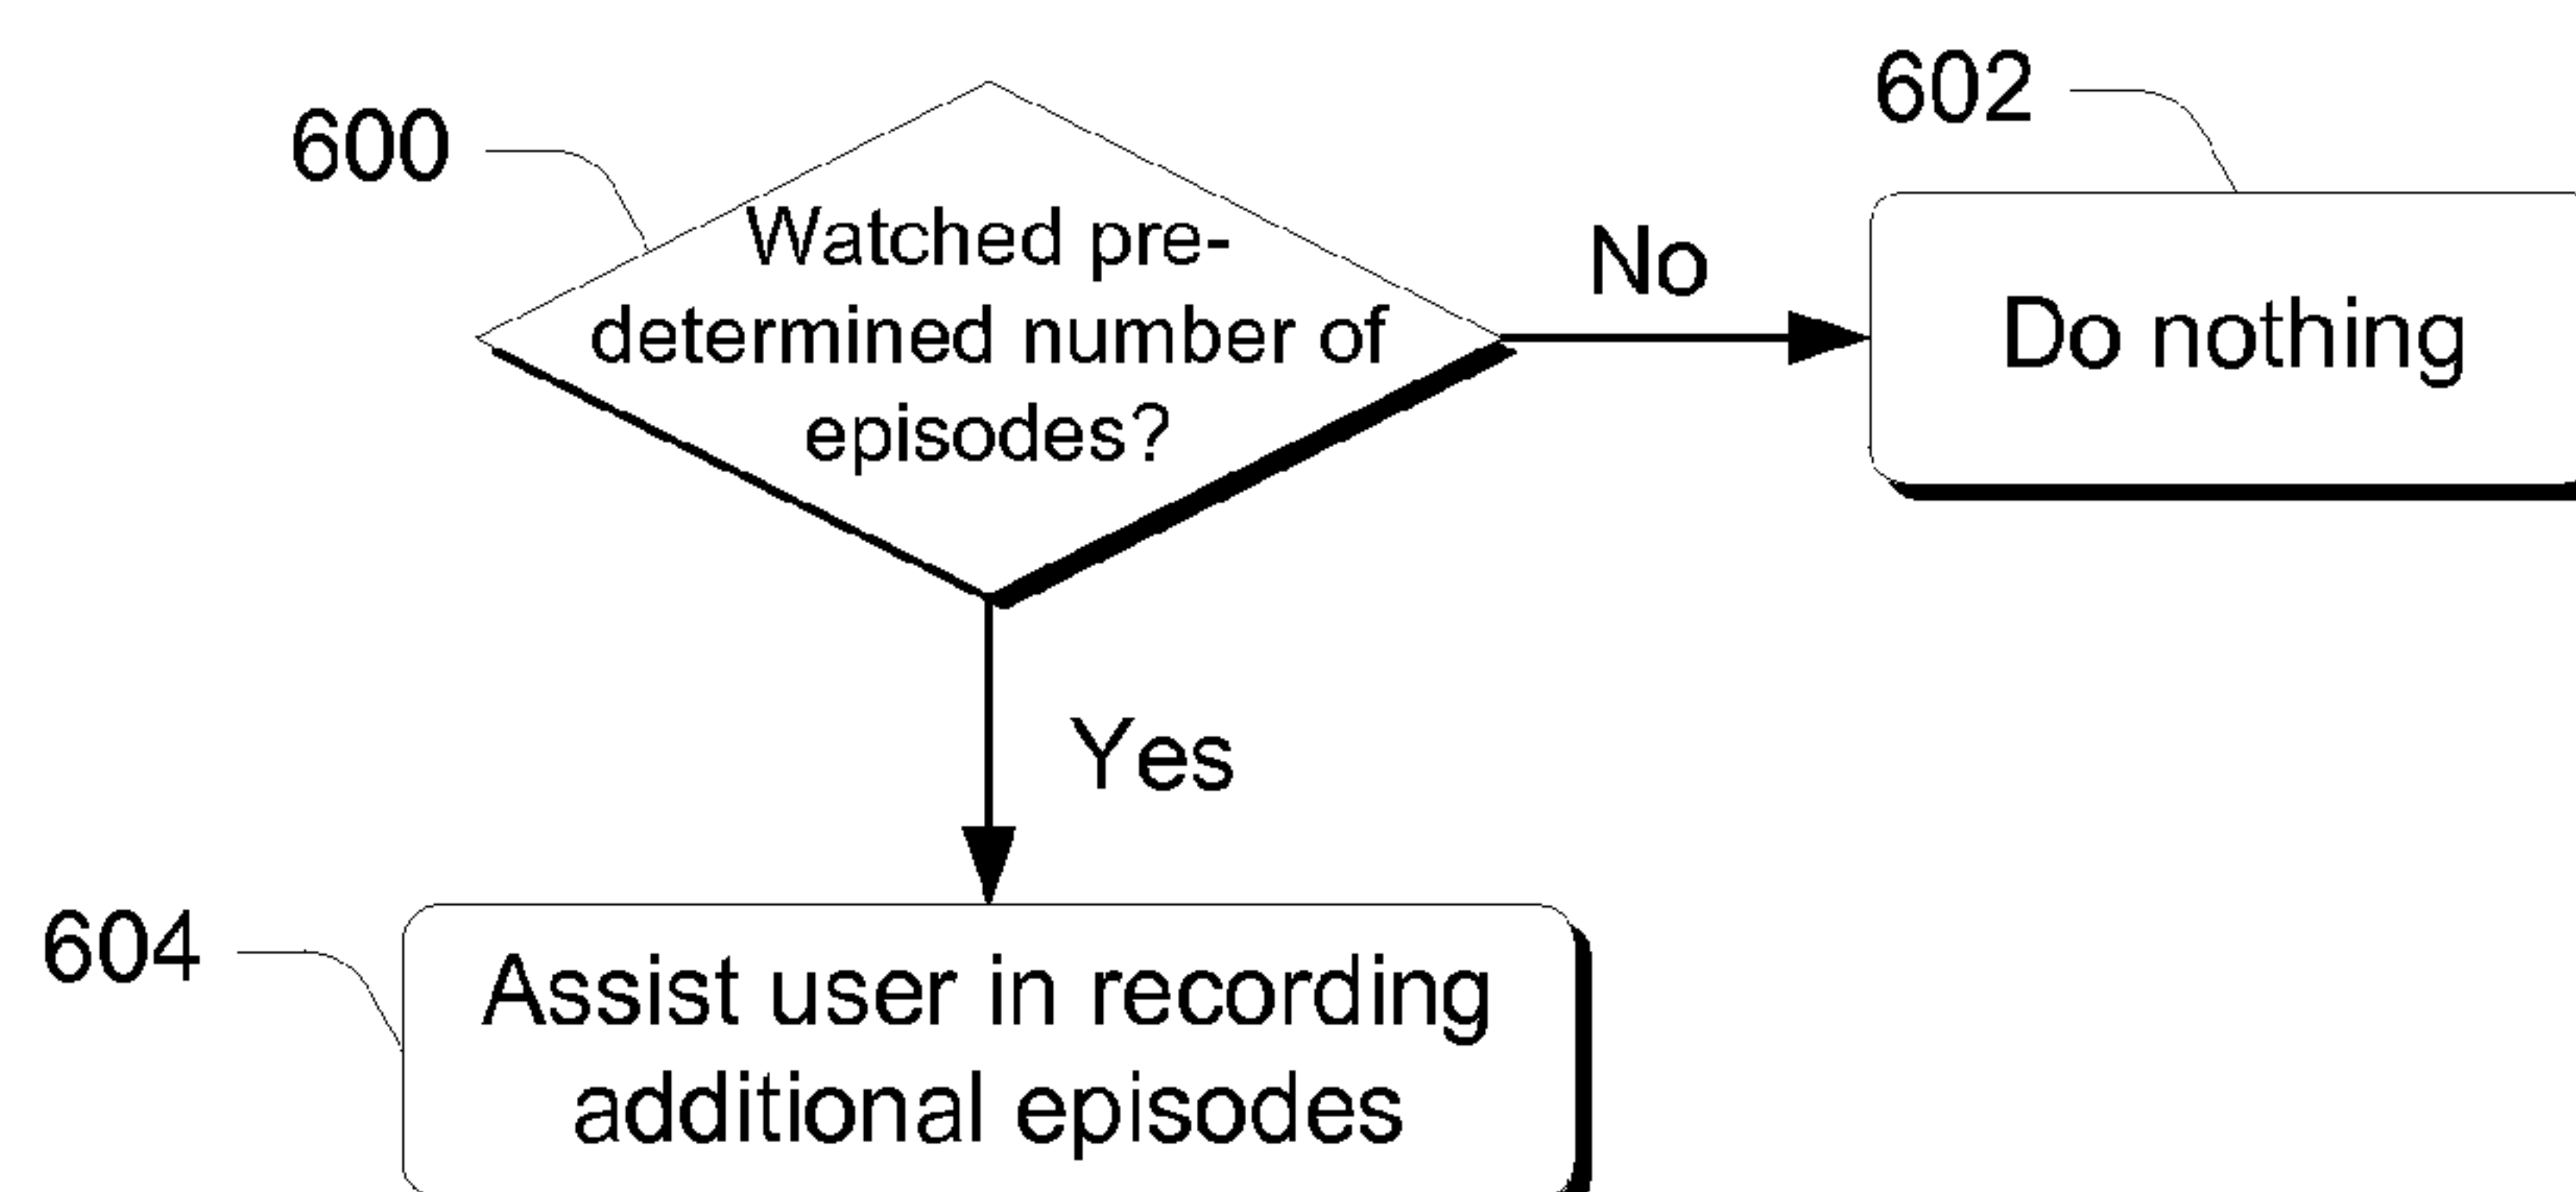 600
Watched pre-
determined number of
episodes?
No
602
Do nothing
Yes
604
Assist user in recording
additional episodes